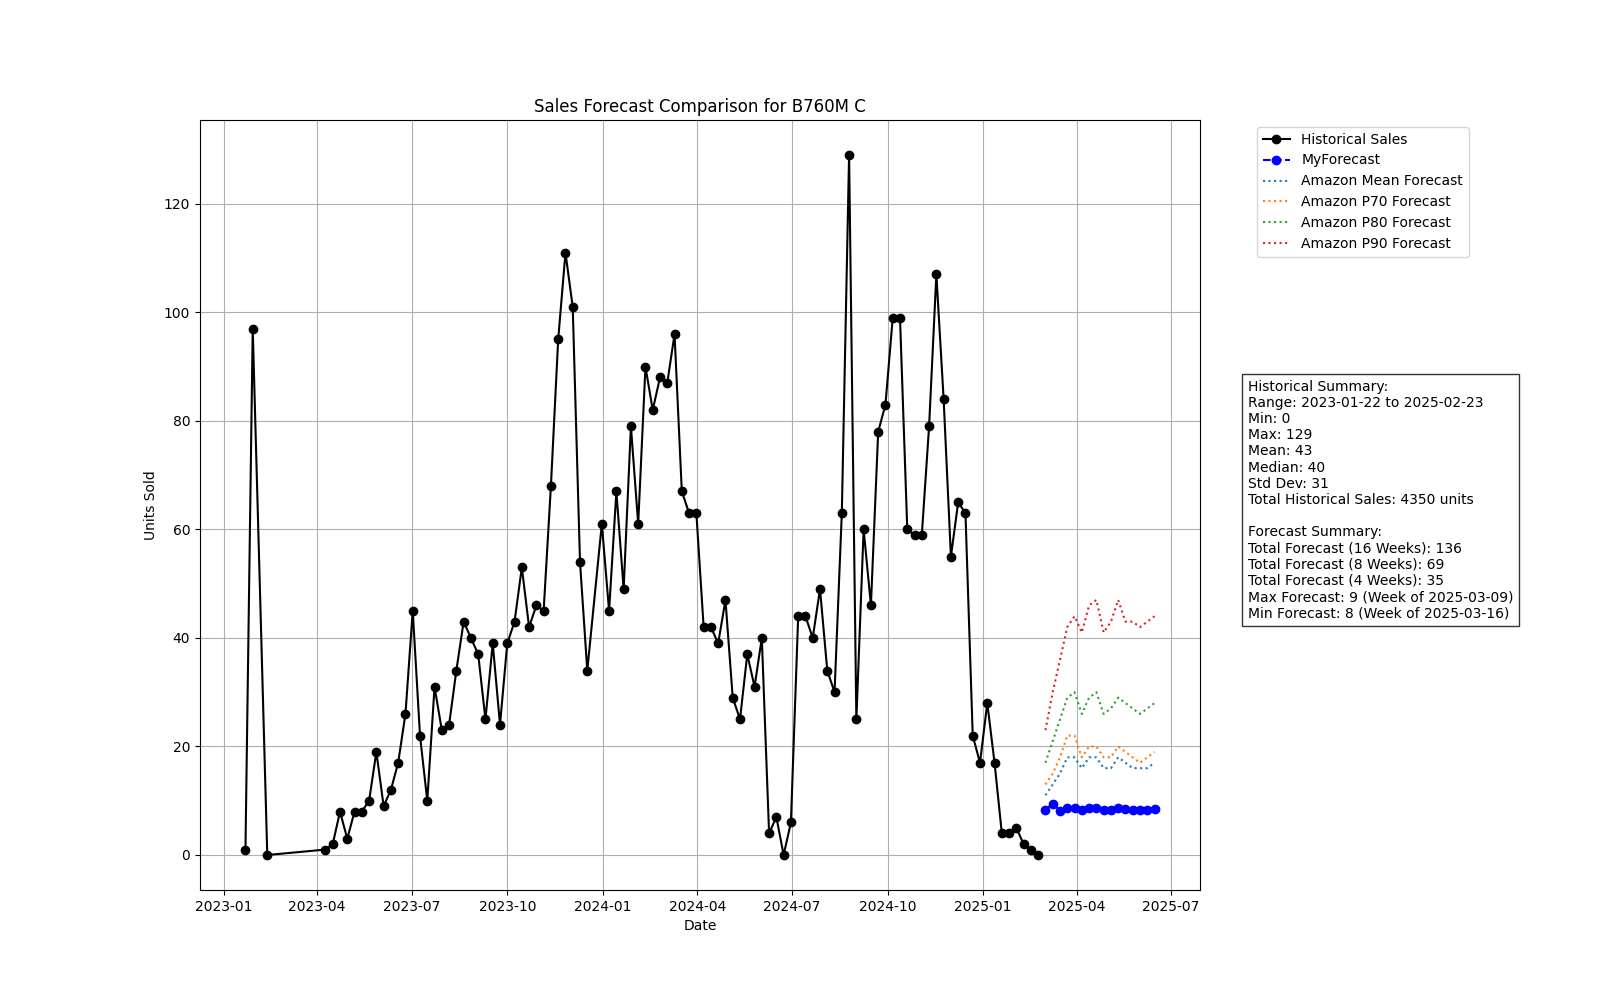 Sales Forecast Comparison for B760M C
Historical Sales
MyForecast
Amazon Mean Forecast
Amazon P70 Forecast
Amazon P80 Forecast
Amazon P90 Forecast
Units Sold
120
100
80
60
40
20
0
2023-01
2023-04
2023-07
2023-10
2024-01
2024-04
2024-07
2024-10
2025-01
2025-04
2025-07
Date
Historical Summary:
Range: 2023-01-22 to 2025-02-23
Min: 0
Max: 129
Mean: 43
Median: 40
Std Dev: 31
Total Historical Sales: 4350 units
Forecast Summary:
Total Forecast (16 Weeks): 136
Total Forecast (8 Weeks): 69
Total Forecast (4 Weeks): 35
Max Forecast: 9 (Week of 2025-03-09)
Min Forecast: 8 (Week of 2025-03-16)